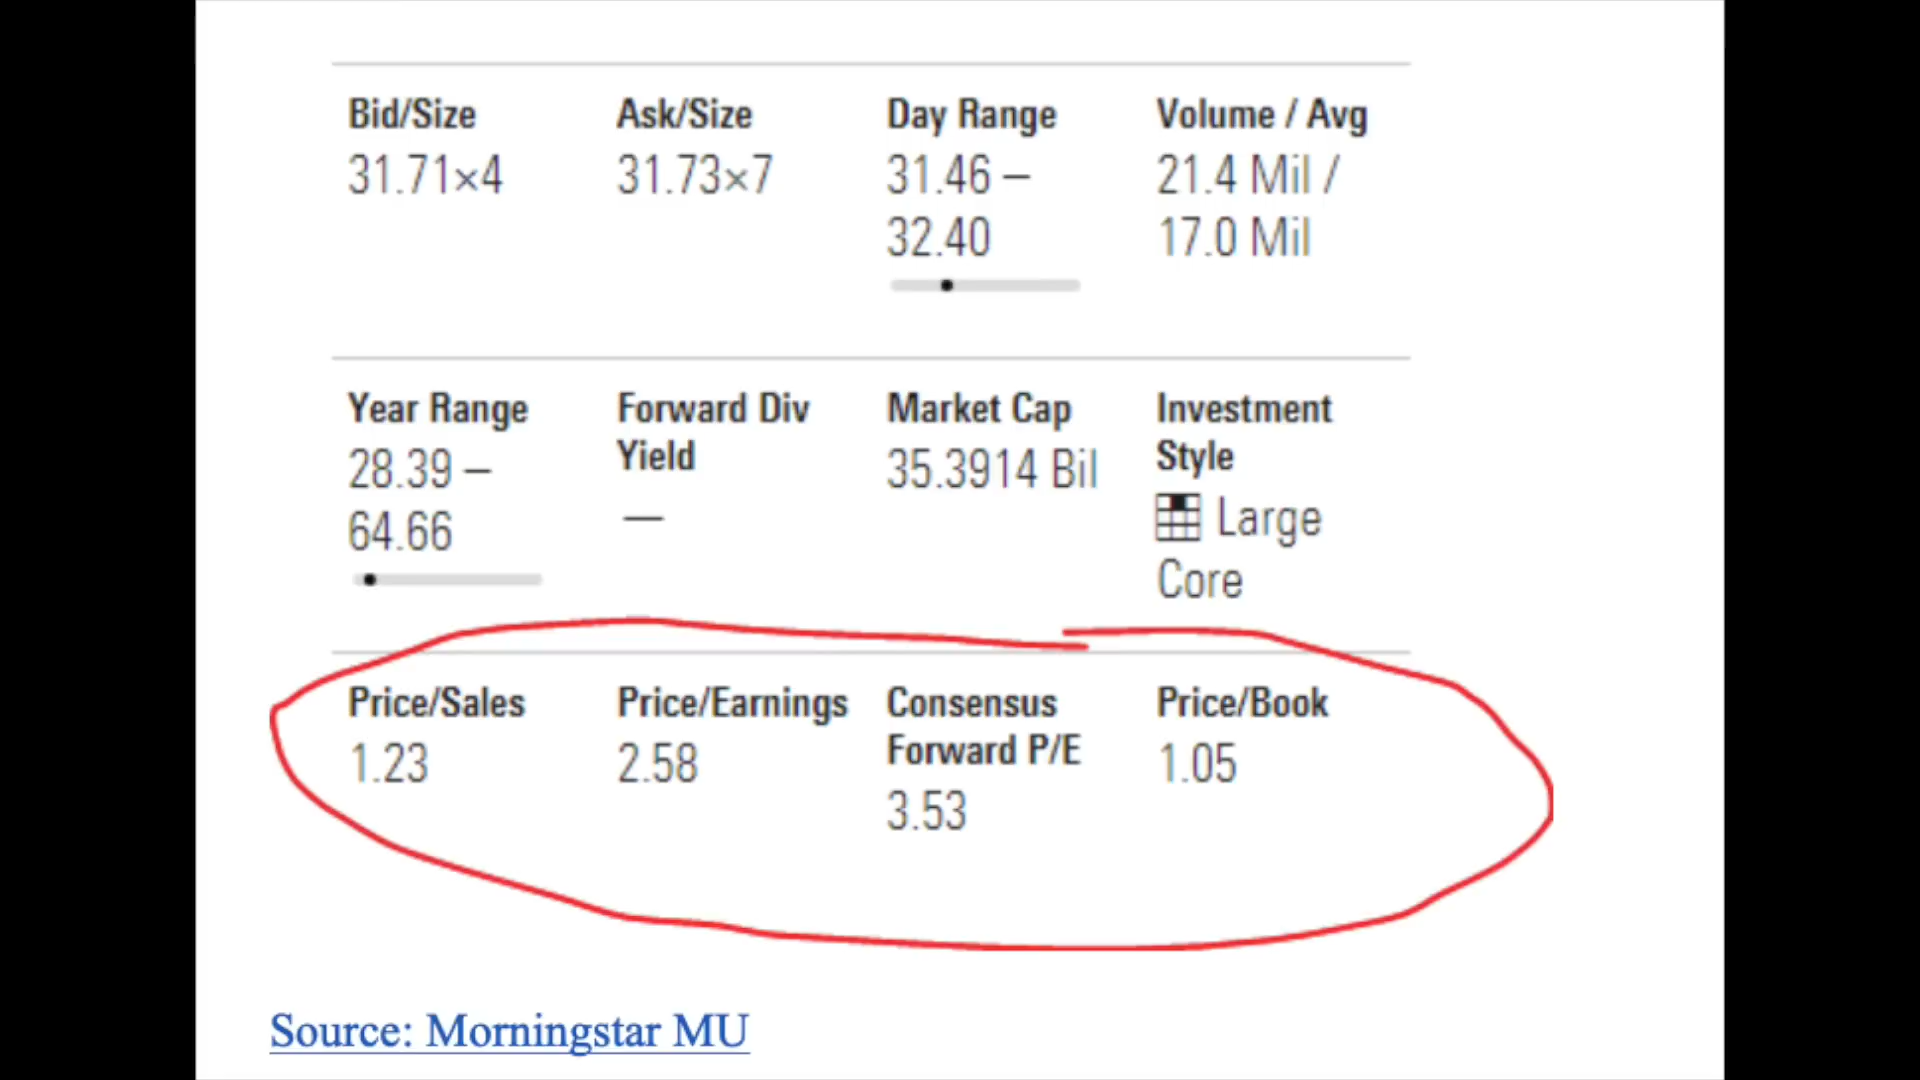 Bid/Size
31.71×4
Ask/Size
31.73×7
Day Range
31.46 –
32.40
Volume / Avg
21.4 Mil /
17.0 Mil
Year Range
28.39 –
64.66
Forward Div
Yield
—
Market Cap
35.3914 Bil
Investment
Style
Large
Core
Price/Sales
1.23
Price/Earnings
2.58
Consensus
Forward P/E
3.53
Price/Book
1.05
Source: Morningstar MU